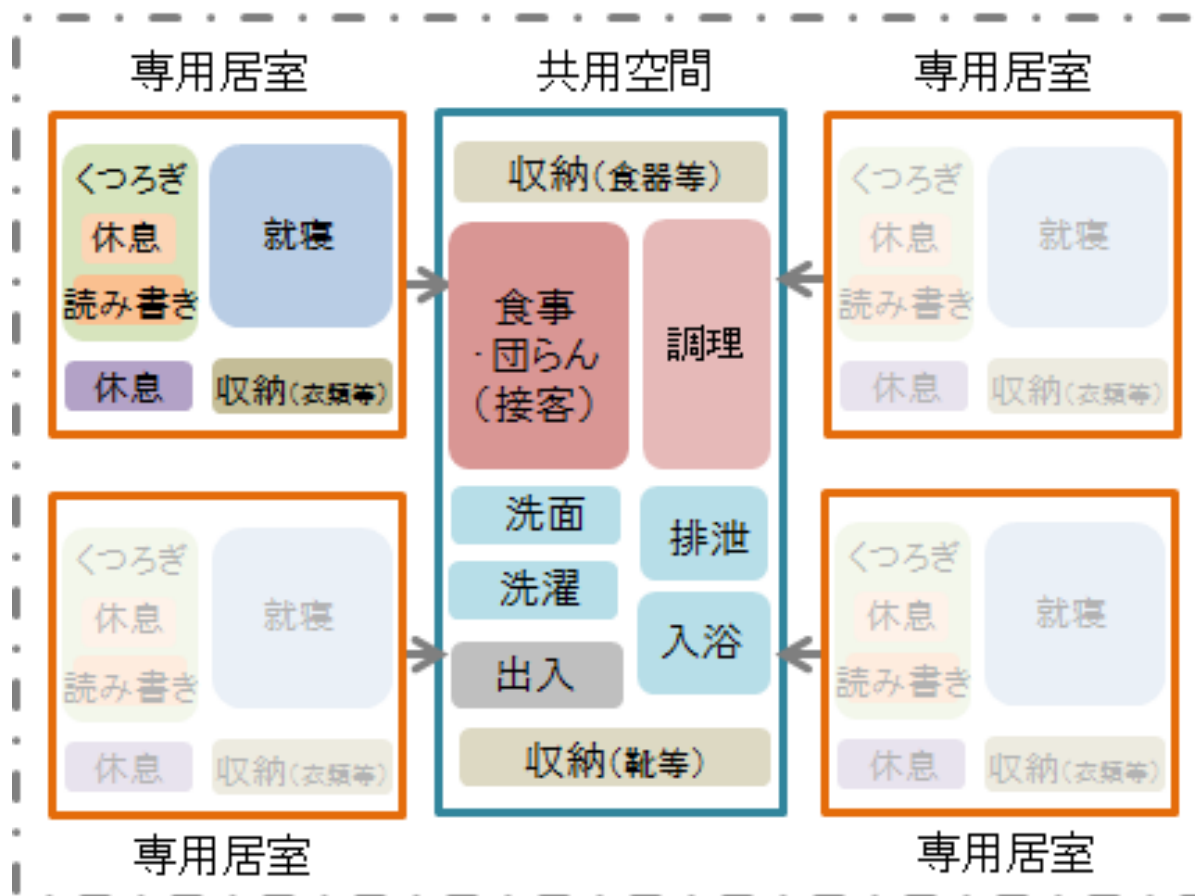 専用居室
くつろぎ
休息
読み書き
就寝
休息
収納(衣類等)
共用空間
収納(食器等)
食事
・団らん
(接客)
調理
洗面
洗濯
出入
排泄
入浴
収納(靴等)
専用居室
くつろぎ
休息
読み書き
就寝
休息
収納(衣類等)
くつろぎ
休息
読み書き
就寝
休息
収納(衣類等)
専用居室
くつろぎ
休息
読み書き
就寝
休息
収納(衣類等)
専用居室